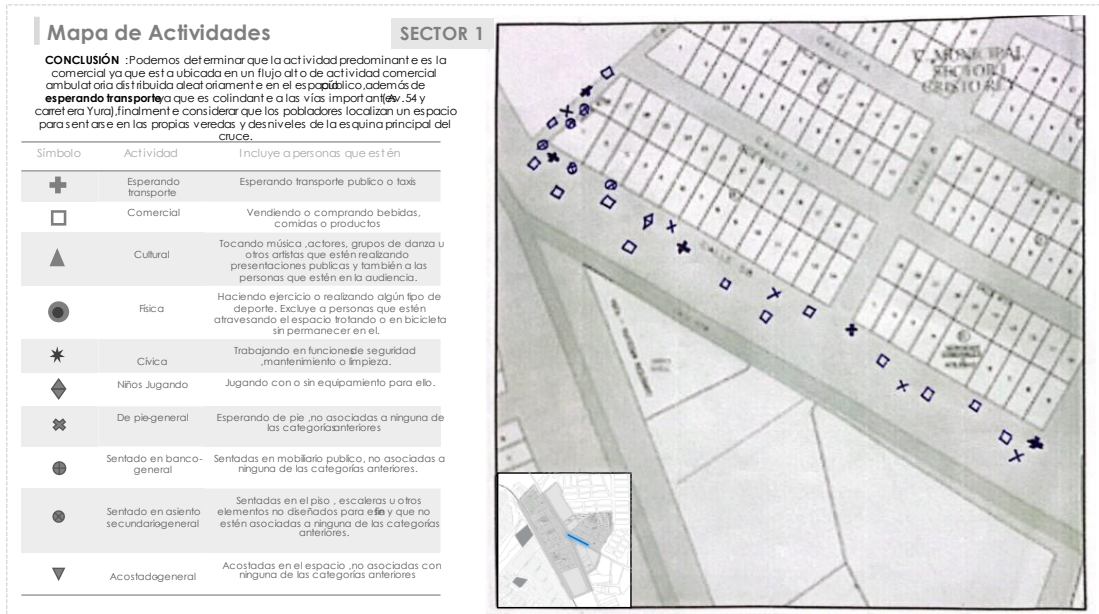 Mapa de Actividades
SECTOR 1
CONCLUSIÓN :Podemos determinar que la actividad predominante es la
comercial ya que esta ubicada en un flujo alto de actividad comercial
ambulatoria distribuida aleatoriamente en el espacio público,además de
esperando transporte ya que es colindante a las vías importantes (Av.54 y
carretera Yura),finalmente considerar que los pobladores localizan un espacio
para sentarse en las propias veredas y desniveles de la esquina principal del
cruce.
Símbolo Actividad Incluye a personas que estén
Esperando
transporte
Esperando transporte publico o taxis
Comercial
Vendiendo o comprando bebidas,
comidas o productos
Cultural
Tocando música ,actores, grupos de danza u
otros artistas que estén realizando
presentaciones publicas y también a las
personas que estén en la audiencia.
Física
Haciendo ejercicio o realizando algún tipo de
deporte. Excluye a personas que estén
atravesando el espacio trotando o en bicicleta
sin permanecer en el.
Cívica
Trabajando en funciones de seguridad
,mantenimiento o limpieza.
Niños Jugando
Jugando con o sin equipamiento para ello.
De pie-general
Esperando de pie ,no asociadas a ninguna de
las categorías anteriores
Sentado en banco-
general
Sentadas en mobiliario publico, no asociadas a
ninguna de las categorías anteriores.
Sentado en asiento
secundario-general
Sentadas en el piso , escaleras u otros
elementos no diseñados para ese fin y que no
estén asociadas a ninguna de las categorías
anteriores.
Acostado-general
Acostadas en el espacio ,no asociadas con
ninguna de las categorías anteriores
MUNICIPAL
SECTOR I
CRISTO REY
CALLE
CALLE
CALLE